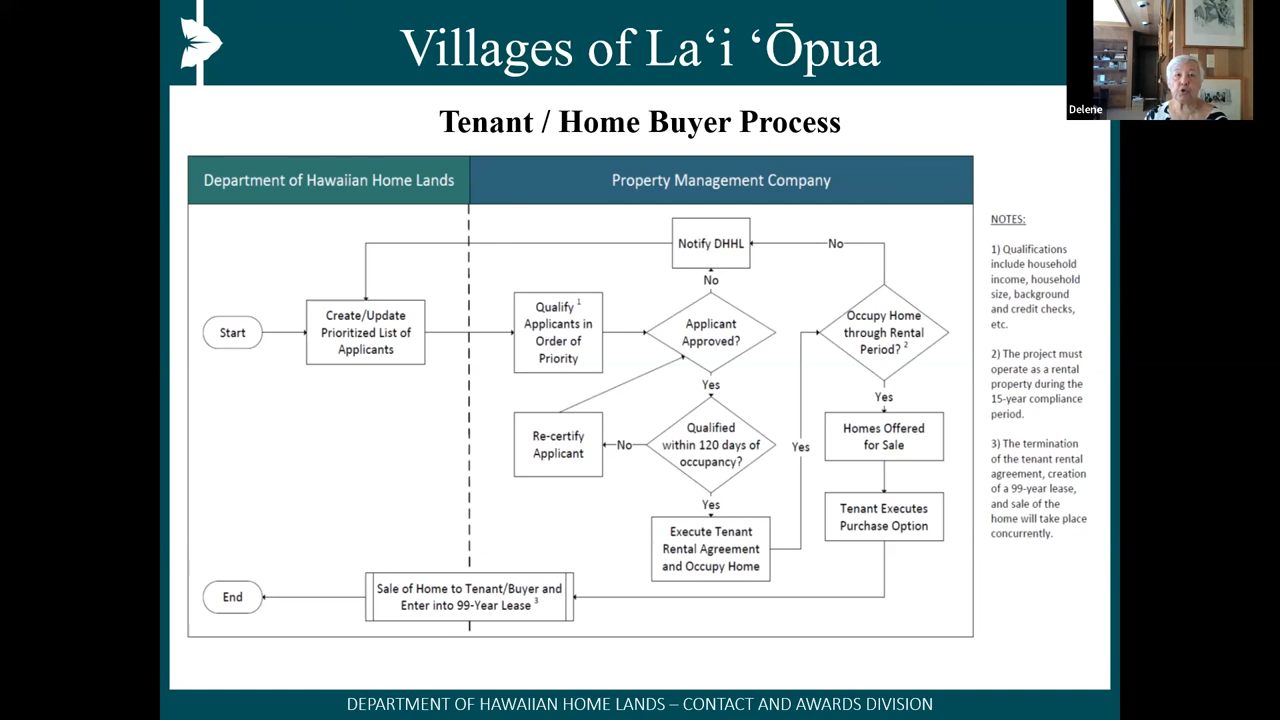 Villages of Laʻi ʻŌpua
Delene
Tenant / Home Buyer Process
Department of Hawaiian Home Lands
Property Management Company
Start
Create/Update
Prioritized List of
Applicants
Qualify 1
Applicants in
Order of
Priority
Notify DHHL
No
No
Applicant
Approved?
Yes
Qualified
within 120 days of
occupancy?
No
Re-certify
Applicant
Yes
Execute Tenant
Rental Agreement
and Occupy Home
Yes
Occupy Home
through Rental
Period? 2
Yes
Homes Offered
for Sale
Tenant Executes
Purchase Option
Sale of Home to Tenant/Buyer and
Enter into 99-Year Lease 3
End
NOTES:
1) Qualifications
include household
income, household
size, background
and credit checks,
etc.
2) The project must
operate as a rental
property during the
15-year compliance
period.
3) The termination
of the tenant rental
agreement, creation
of a 99-year lease,
and sale of the
home will take place
concurrently.
DEPARTMENT OF HAWAIIAN HOME LANDS – CONTACT AND AWARDS DIVISION